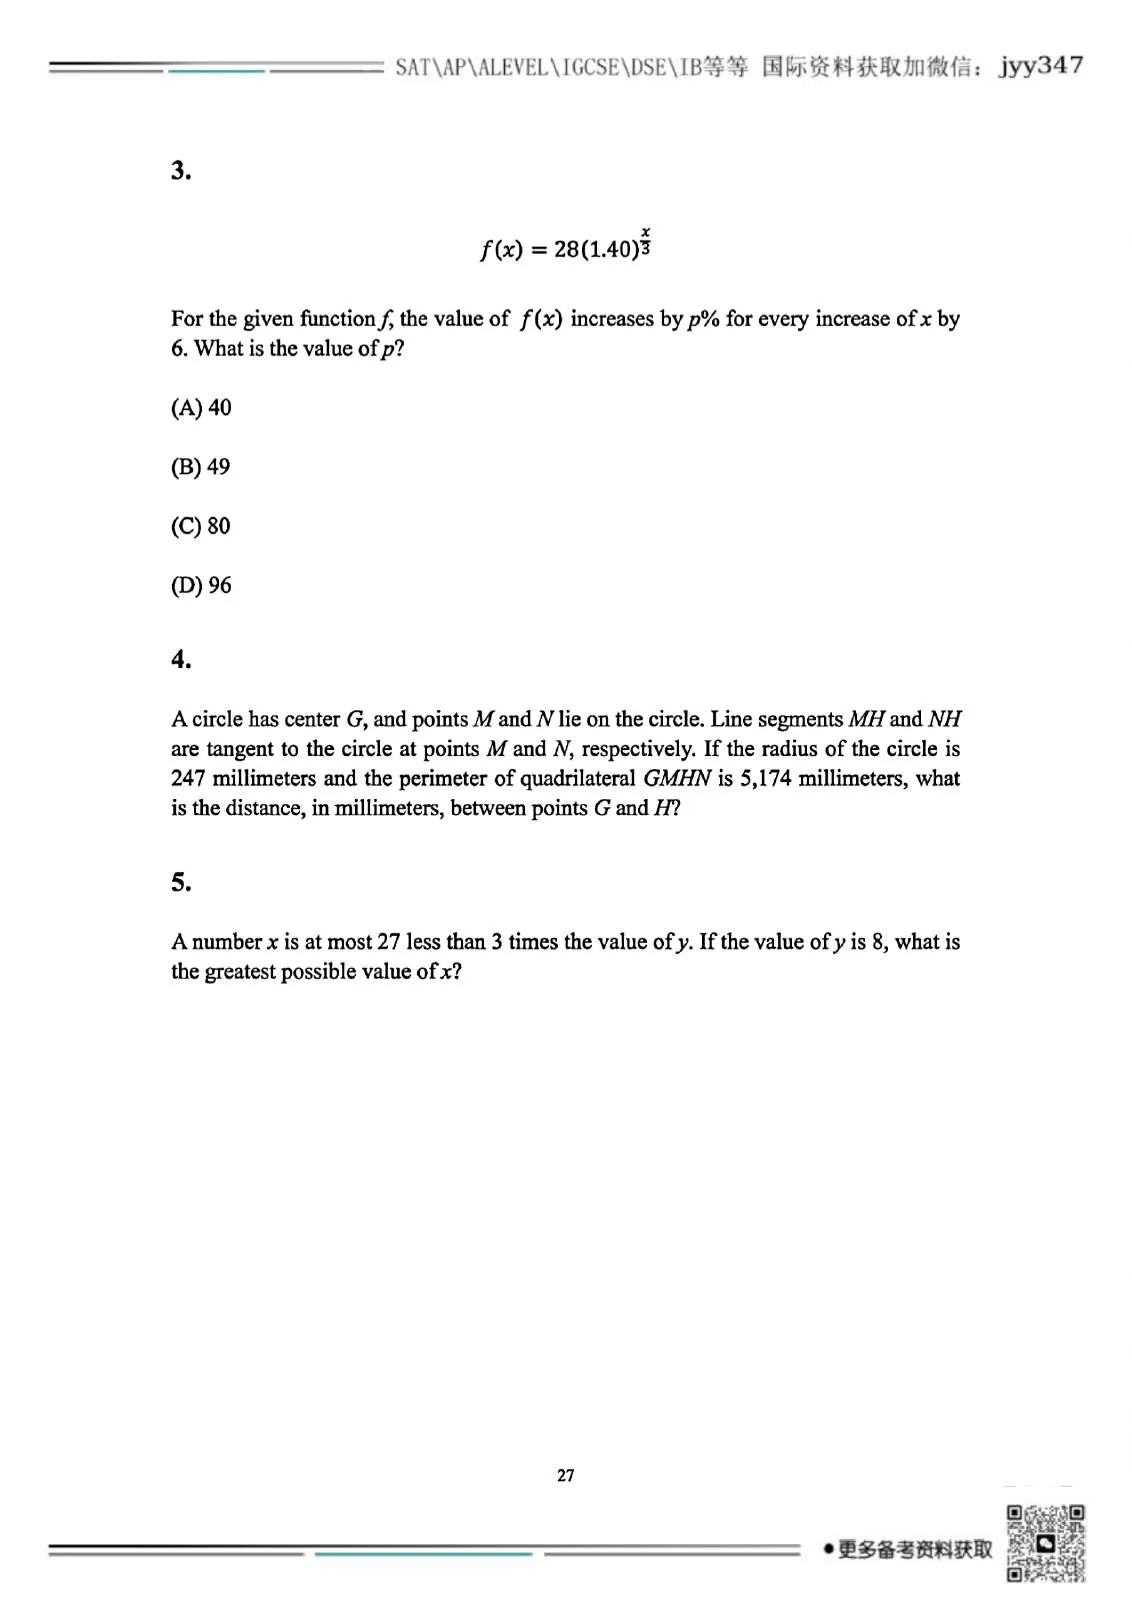 SAT\AP\ALEVEL\IGCSE\DSE\IB等等 国际资料获取加微信： jyy347
3.
f(x) = 28(1.40)^{\frac{x}{3}}
For the given function f, the value of f(x) increases by p% for every increase of x by
6. What is the value of p?
(A) 40
(B) 49
(C) 80
(D) 96
4.
A circle has center G, and points M and N lie on the circle. Line segments MH and NH
are tangent to the circle at points M and N, respectively. If the radius of the circle is
247 millimeters and the perimeter of quadrilateral GMHN is 5,174 millimeters, what
is the distance, in millimeters, between points G and H?
5.
A number x is at most 27 less than 3 times the value of y. If the value of y is 8, what is
the greatest possible value of x?
27
●更多备考资料获取